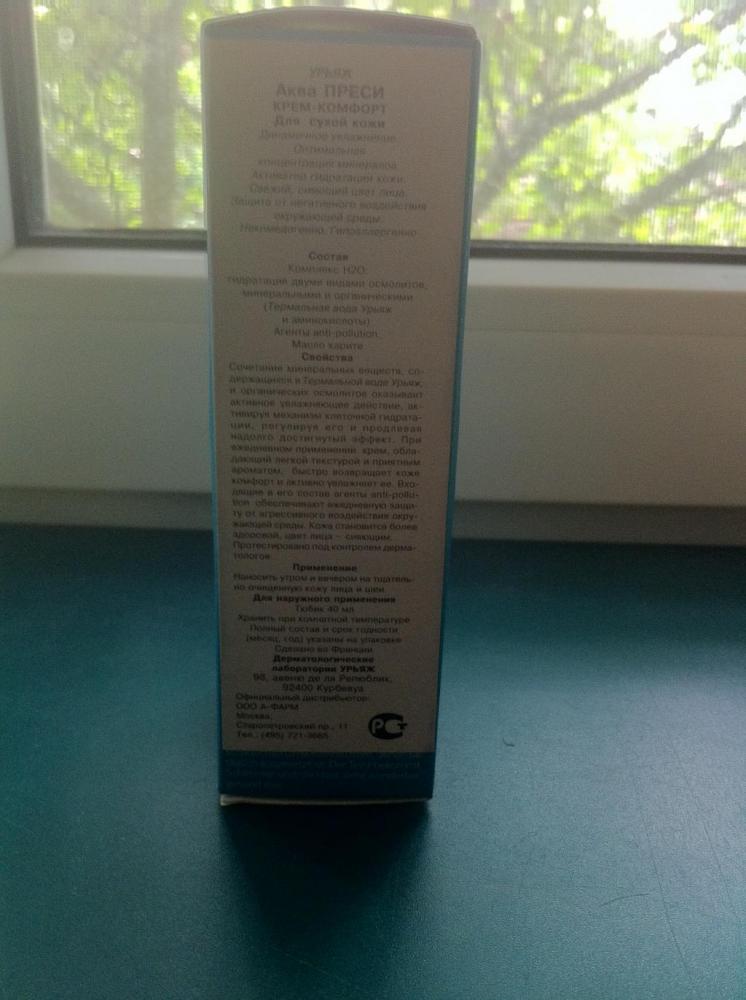 УРЬЯЖ
Аква ПРЕСИ
КРЕМ-КОМФОРТ
Для сухой кожи
Динамичное увлажнение.
Оптимальная
концентрация минералов.
Активатор гидратации кожи.
Свежий, сияющий цвет лица.
Защита от негативного воздействия
окружающей среды.
Некомедогенно. Гипоаллергенно.
Состав
Комплекс H2O:
гидратация двумя видами осмолитов,
минеральными и органическими
(Термальная вода Урьяж
и аминокислоты)
Агенты anti-pollution.
Масло карите
Свойства
Сочетание минеральных веществ, со-
держащихся в Термальной воде Урьяж,
и органических осмолитов оказывает
активное увлажняющее действие, ак-
тивируя механизм клеточной гидрата-
ции, регулируя его и продлевая
надолго достигнутый эффект. При
ежедневном применении крем, обла-
дающий легкой текстурой и приятным
ароматом, быстро возвращает коже
комфорт и активно увлажняет ее. Вхо-
дящие в его состав агенты anti-pollu-
tion обеспечивают ежедневную защи-
ту от агрессивного воздействия окру-
жающей среды. Кожа становится более
здоровой, цвет лица – сияющим.
Протестировано под контролем дерма-
тологов.
Применение
Наносить утром и вечером на тщатель-
но очищенную кожу лица и шеи.
Для наружного применения
Тюбик 40 мл
Хранить при комнатной температуре
Полный состав и срок годности
(месяц, год) указаны на упаковке
Сделано во Франции
Дерматологические
лаборатории УРЬЯЖ
98, авеню де ля Репюблик,
92400 Курбевуа
Официальный дистрибьютор:
ООО А-ФАРМ
Москва,
Старопетровский пр., 11
Тел.: (495) 721-3665
РСТ